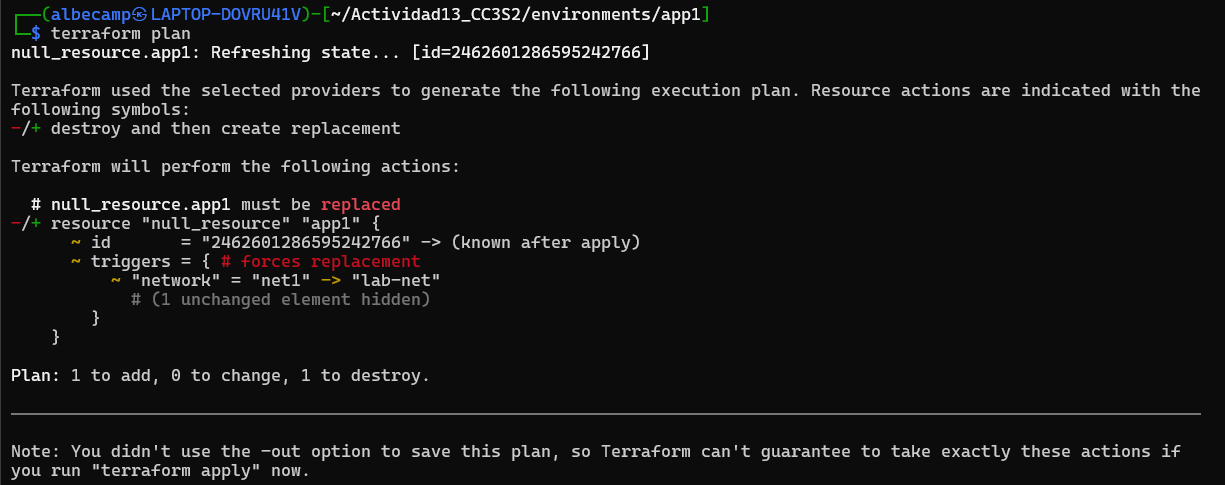 ┌──(albecamp㉿LAPTOP-DOVRU41V)-[~/Actividad13_CC3S2/environments/app1]
└─$ terraform plan
null_resource.app1: Refreshing state... [id=2462601286595242766]

Terraform used the selected providers to generate the following execution plan. Resource actions are indicated with the
following symbols:
-/+ destroy and then create replacement

Terraform will perform the following actions:

  # null_resource.app1 must be replaced
-/+ resource "null_resource" "app1" {
      ~ id       = "2462601286595242766" -> (known after apply)
      ~ triggers = { # forces replacement
          ~ "network" = "net1" -> "lab-net"
            # (1 unchanged element hidden)
        }
    }

Plan: 1 to add, 0 to change, 1 to destroy.

Note: You didn't use the -out option to save this plan, so Terraform can't guarantee to take exactly these actions if
you run "terraform apply" now.